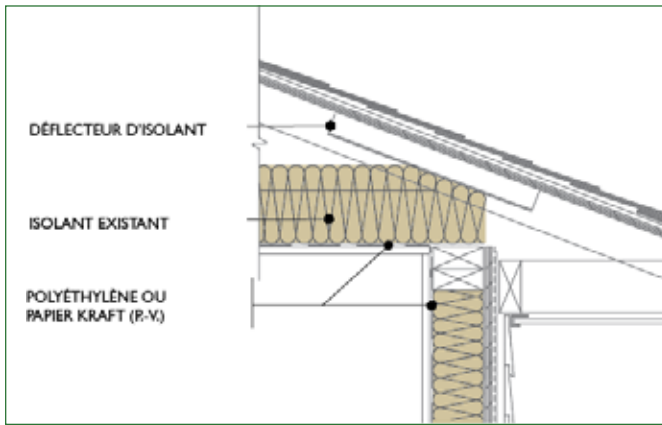 DÉFLECTEUR D'ISOLANT
ISOLANT EXISTANT
POLYÉTHYLÈNE OU
PAPIER KRAFT (P.-V.)